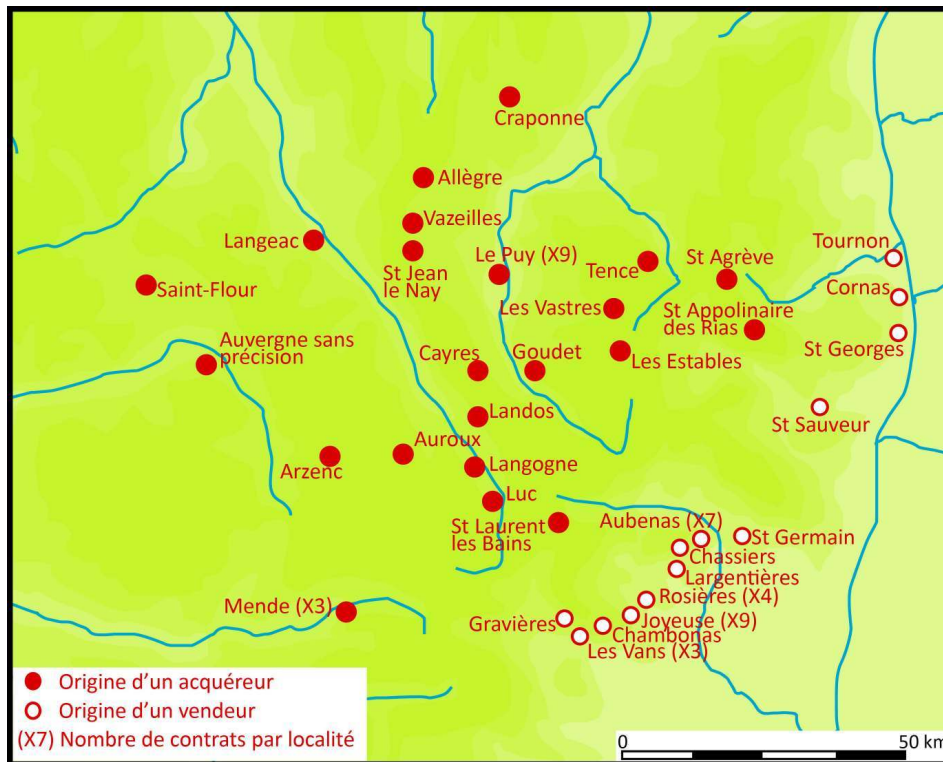 Craponne
Allègre
Vazeilles
Langeac
St Jean
le Nay
Le Puy (X9)
Tence
St Agrève
Tournon
Cornas
Saint-Flour
Les Vastres
St Appolinaire
des Rias
St Georges
Auvergne sans
précision
Cayres
Goudet
Les Estables
Landos
St Sauveur
Auroux
Arzenc
Langogne
Luc
St Laurent
les Bains
Aubenas (X7)
St Germain
Chassiers
Largentières
Rosières (X4)
Mende (X3)
Gravières
Joyeuse (X9)
Chambonas
Les Vans (X3)
Origine d'un acquéreur
Origine d'un vendeur
(X7) Nombre de contrats par localité
0 50 km